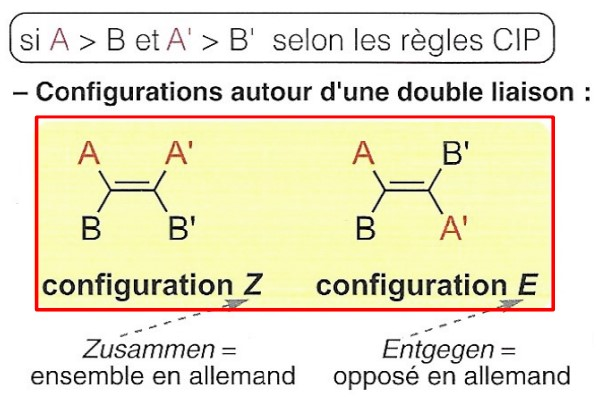 si A > B et A' > B' selon les règles CIP
– Configurations autour d'une double liaison :
A A' A B'
B B' B A'
configuration Z configuration E
Zusammen = Entgegen =
ensemble en allemand opposé en allemand